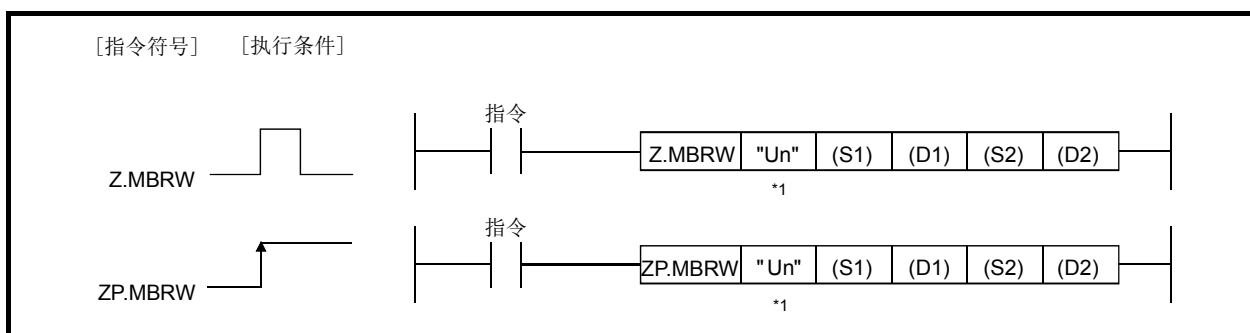 [指令符号] [执行条件]
指令
Z.MBRW "Un" (S1) (D1) (S2) (D2)
Z.MBRW
*1
指令
ZP.MBRW "Un" (S1) (D1) (S2) (D2)
ZP.MBRW
*1